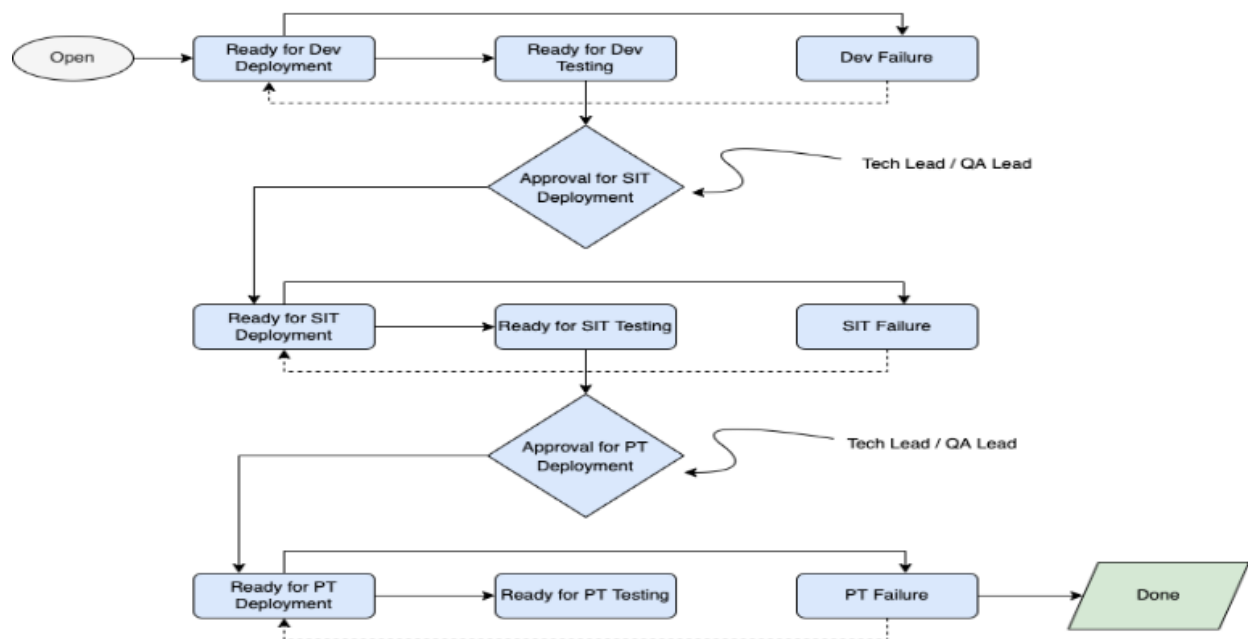 Open
Ready for Dev
Deployment
Ready for Dev
Testing
Dev Failure
Approval for SIT
Deployment
Tech Lead / QA Lead
Ready for SIT
Deployment
Ready for SIT Testing
SIT Failure
Approval for PT
Deployment
Tech Lead / QA Lead
Ready for PT
Deployment
Ready for PT Testing
PT Failure
Done